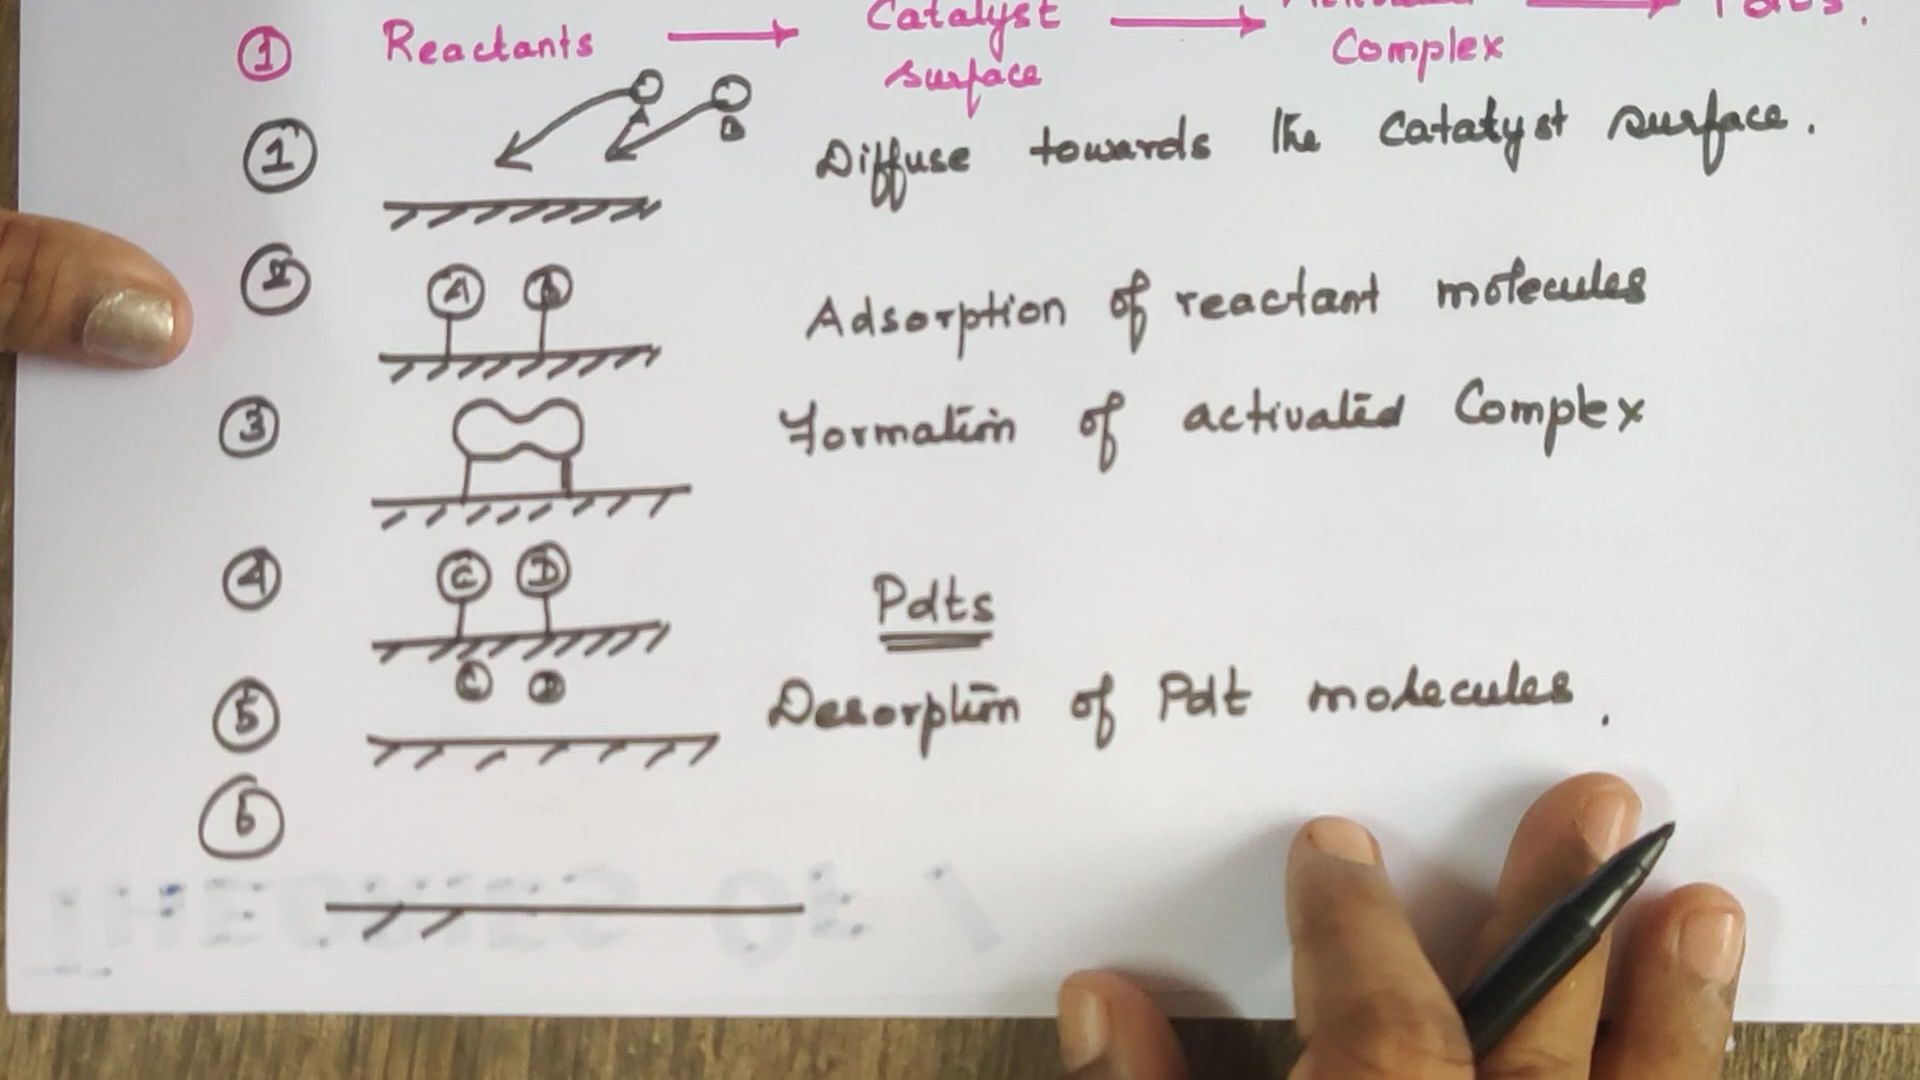 ① Reactants → Catalyst surface → Complex
① A B Diffuse towards the Catalyst surface.
② A B Adsorption of reactant molecules
③ Formation of activated Complex
④ C D Pdts
⑤ C D Desorption of Pdt molecules.
⑥